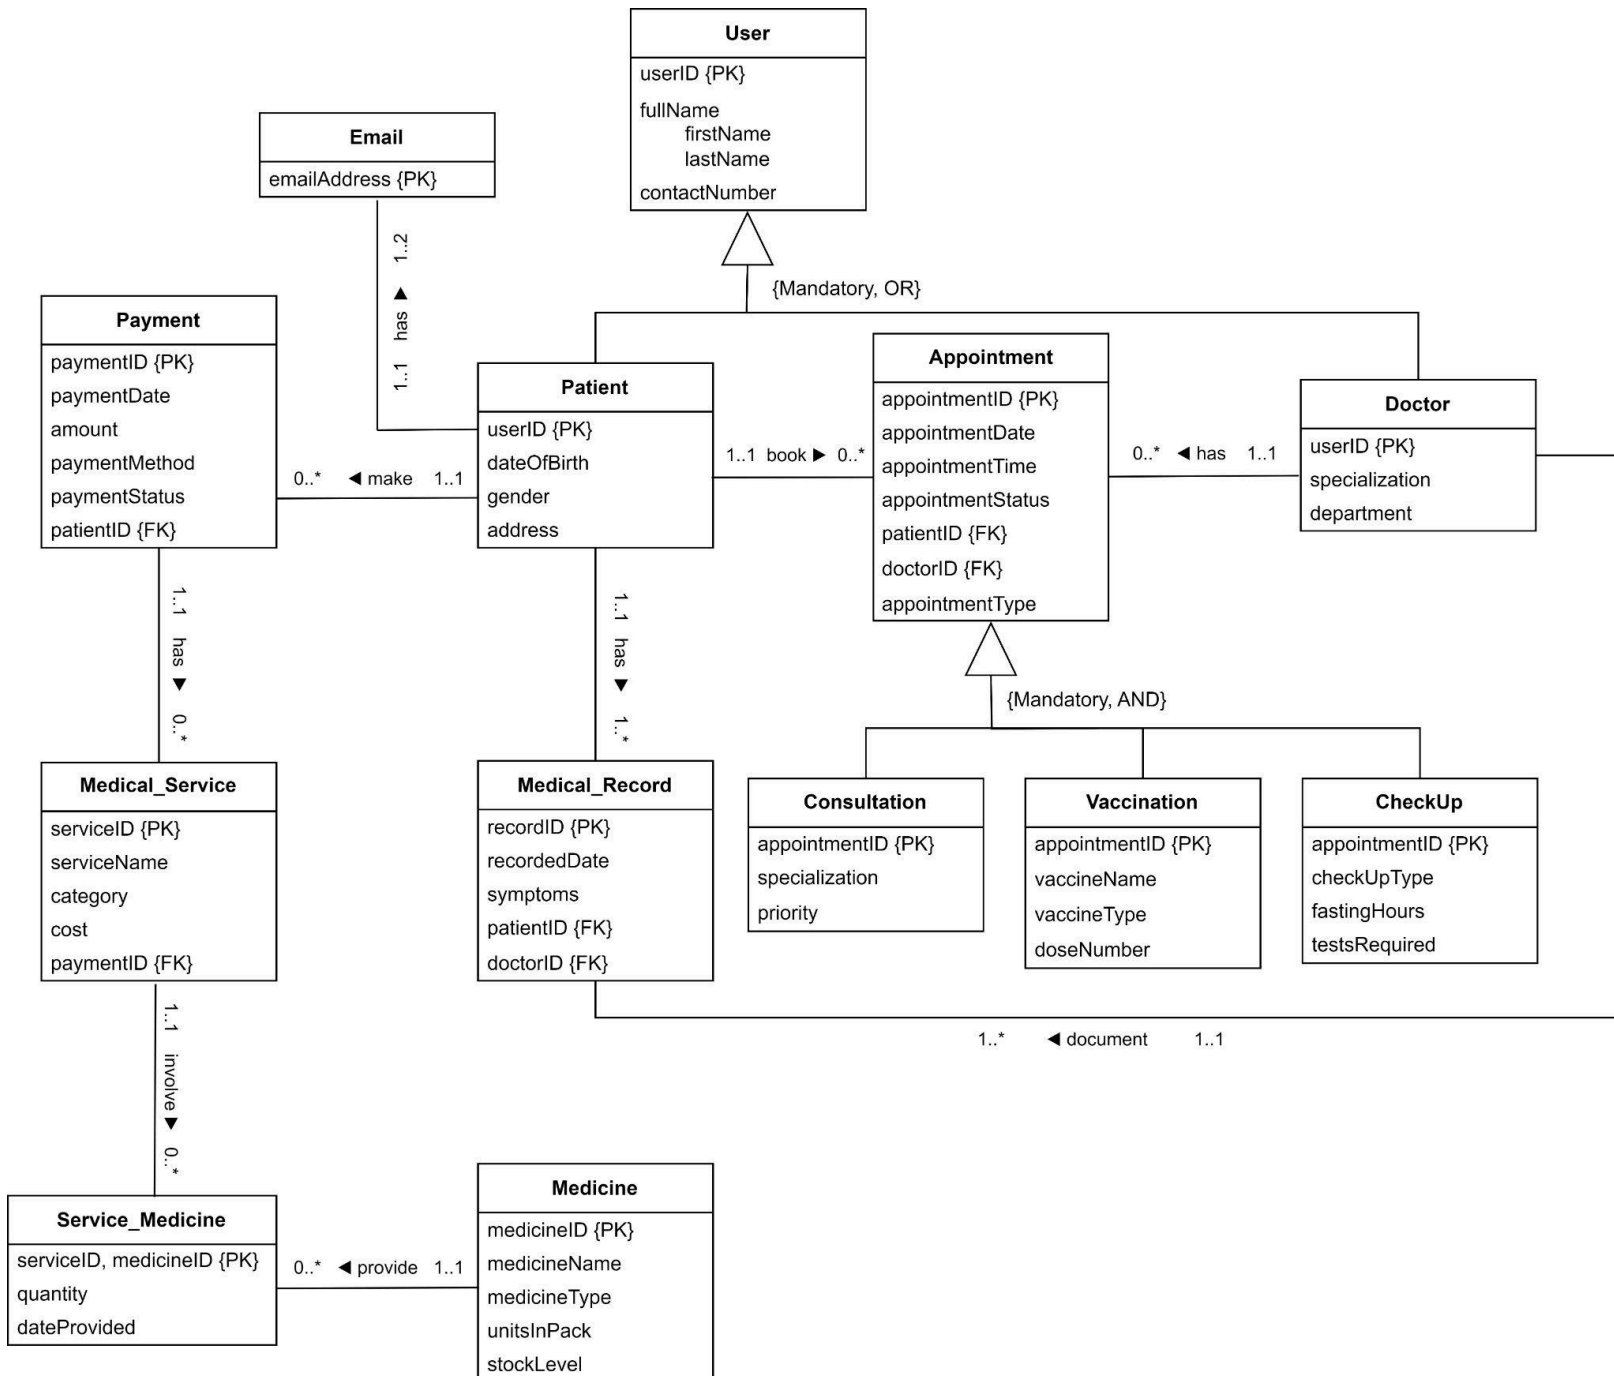 User
userID {PK}
fullName
firstName
lastName
contactNumber
{Mandatory, OR}
Email
emailAddress {PK}
1..1 has ▶ 1..2
Payment
paymentID {PK}
paymentDate
amount
paymentMethod
paymentStatus
patientID {FK}
0..* ◀ make 1..1
Patient
userID {PK}
dateOfBirth
gender
address
1..1 book ▶ 0..*
Appointment
appointmentID {PK}
appointmentDate
appointmentTime
appointmentStatus
patientID {FK}
doctorID {FK}
appointmentType
0..* ◀ has 1..1
Doctor
userID {PK}
specialization
department
1..1 has ▶ 0..*
1..1 has ▶ 1..*
{Mandatory, AND}
Medical_Service
serviceID {PK}
serviceName
category
cost
paymentID {FK}
Medical_Record
recordID {PK}
recordedDate
symptoms
patientID {FK}
doctorID {FK}
Consultation
appointmentID {PK}
specialization
priority
Vaccination
appointmentID {PK}
vaccineName
vaccineType
doseNumber
CheckUp
appointmentID {PK}
checkUpType
fastingHours
testsRequired
1..* ◀ document 1..1
1..1 involve ▶ 0..*
Service_Medicine
serviceID, medicineID {PK}
quantity
dateProvided
0..* ◀ provide 1..1
Medicine
medicineID {PK}
medicineName
medicineType
unitsInPack
stockLevel